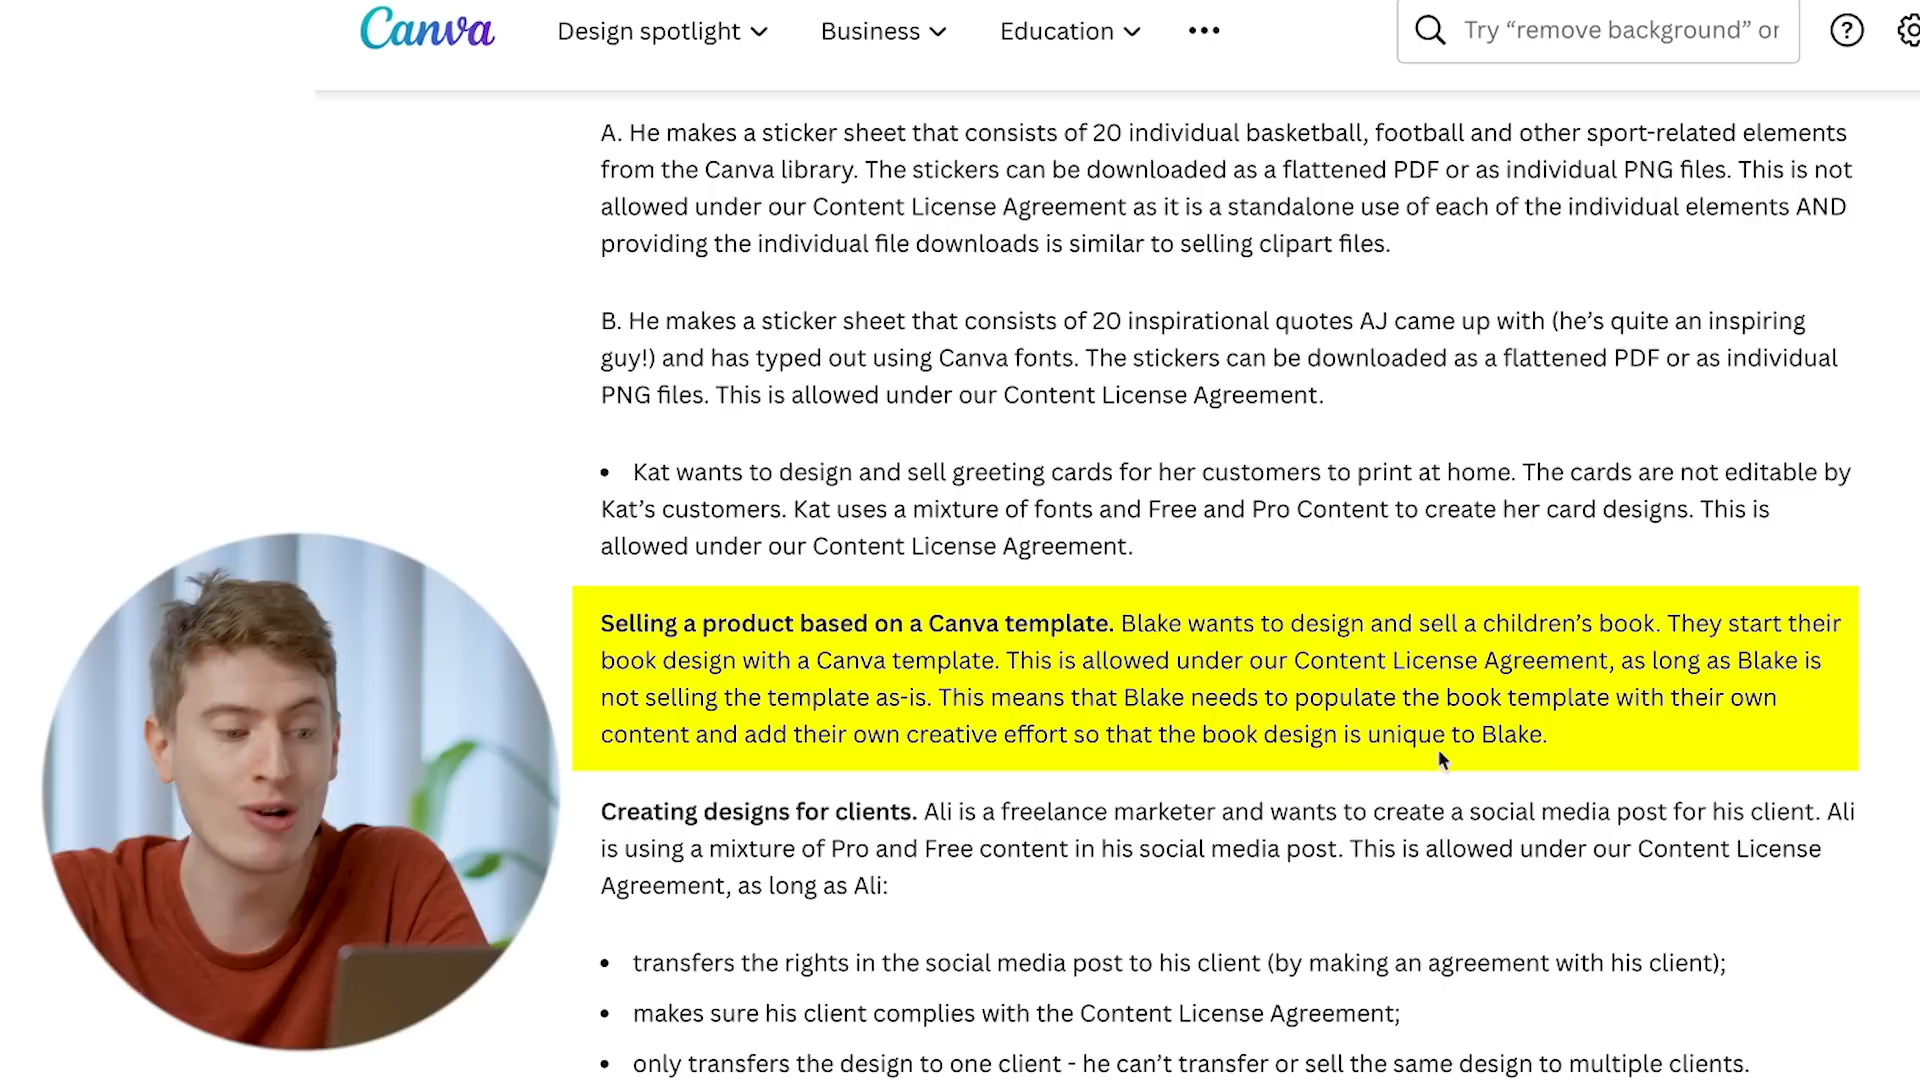 Canva
Design spotlight
Business
Education
Try “remove background” or
A. He makes a sticker sheet that consists of 20 individual basketball, football and other sport-related elements
from the Canva library. The stickers can be downloaded as a flattened PDF or as individual PNG files. This is not
allowed under our Content License Agreement as it is a standalone use of each of the individual elements AND
providing the individual file downloads is similar to selling clipart files.
B. He makes a sticker sheet that consists of 20 inspirational quotes AJ came up with (he’s quite an inspiring
guy!) and has typed out using Canva fonts. The stickers can be downloaded as a flattened PDF or as individual
PNG files. This is allowed under our Content License Agreement.
• Kat wants to design and sell greeting cards for her customers to print at home. The cards are not editable by
Kat’s customers. Kat uses a mixture of fonts and Free and Pro Content to create her card designs. This is
allowed under our Content License Agreement.
Selling a product based on a Canva template. Blake wants to design and sell a children’s book. They start their
book design with a Canva template. This is allowed under our Content License Agreement, as long as Blake is
not selling the template as-is. This means that Blake needs to populate the book template with their own
content and add their own creative effort so that the book design is unique to Blake.
Creating designs for clients. Ali is a freelance marketer and wants to create a social media post for his client. Ali
is using a mixture of Pro and Free content in his social media post. This is allowed under our Content License
Agreement, as long as Ali:
• transfers the rights in the social media post to his client (by making an agreement with his client);
• makes sure his client complies with the Content License Agreement;
• only transfers the design to one client - he can’t transfer or sell the same design to multiple clients.